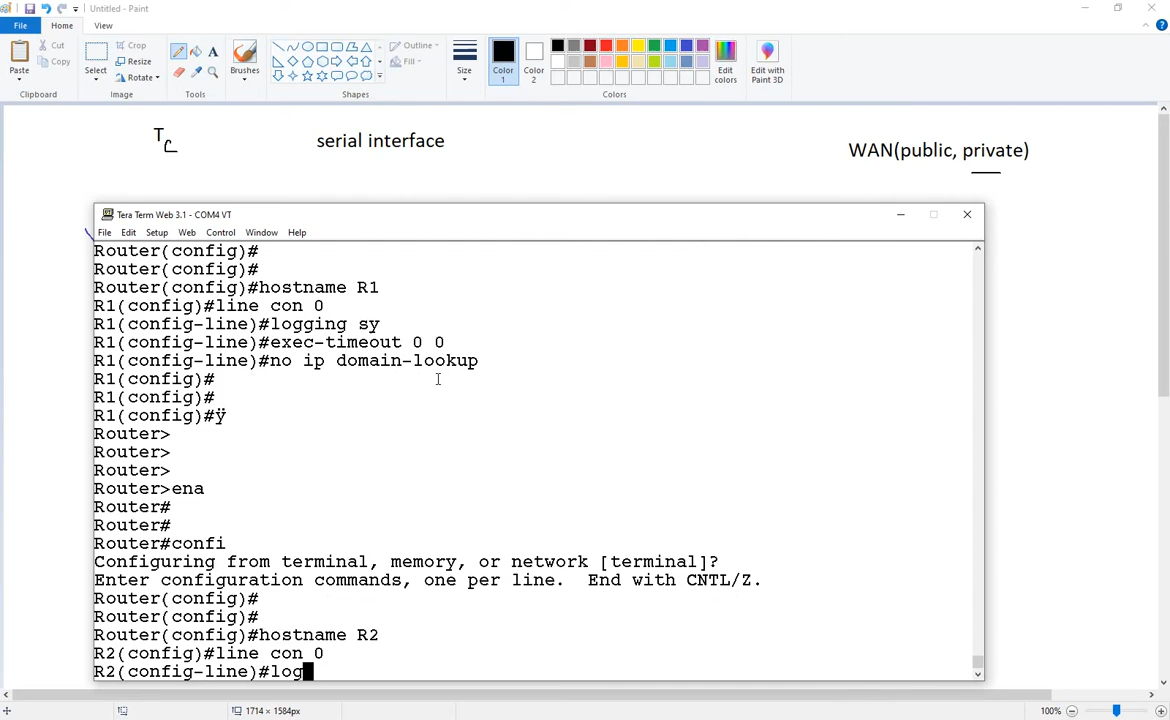 Untitled - Paint
File Home View
Paste
Cut
Copy
Clipboard
Select
Crop
Resize
Rotate
Image
A
Tools
Brushes
Outline
Fill
Shapes
Size
Color 1
Color 2
Edit colors
Colors
Edit with Paint 3D
T
serial interface
WAN(public, private)
Tera Term Web 3.1 - COM4 VT
File Edit Setup Web Control Window Help
Router(config)#
Router(config)#
Router(config)#hostname R1
R1(config)#line con 0
R1(config-line)#logging sy
R1(config-line)#exec-timeout 0 0
R1(config-line)#no ip domain-lookup
R1(config)#
R1(config)#
R1(config)#ÿ
Router>
Router>
Router>
Router>ena
Router#
Router#
Router#confi
Configuring from terminal, memory, or network [terminal]?
Enter configuration commands, one per line.  End with CNTL/Z.
Router(config)#
Router(config)#
Router(config)#hostname R2
R2(config)#line con 0
R2(config-line)#log
1714 × 1584px
100%